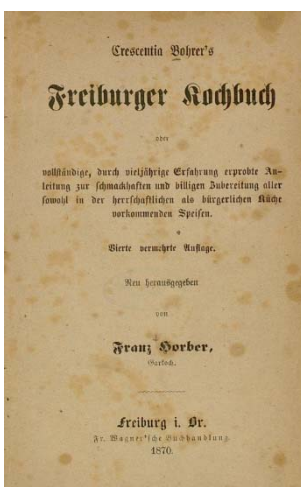 Crescentia Bohrer's
Freiburger Kochbuch
oder
vollständige, durch vieljährige Erfahrung erprobte An-
leitung zur schmackhaften und billigen Zubereitung aller
sowohl in der herrschaftlichen als bürgerlichen Küche
vorkommenden Speisen.
Vierte vermehrte Auflage.
Neu herausgegeben
von
Franz Horber,
Garkoch.
Freiburg i. Br.
Fr. Wagner'sche Buchhandlung
1870.